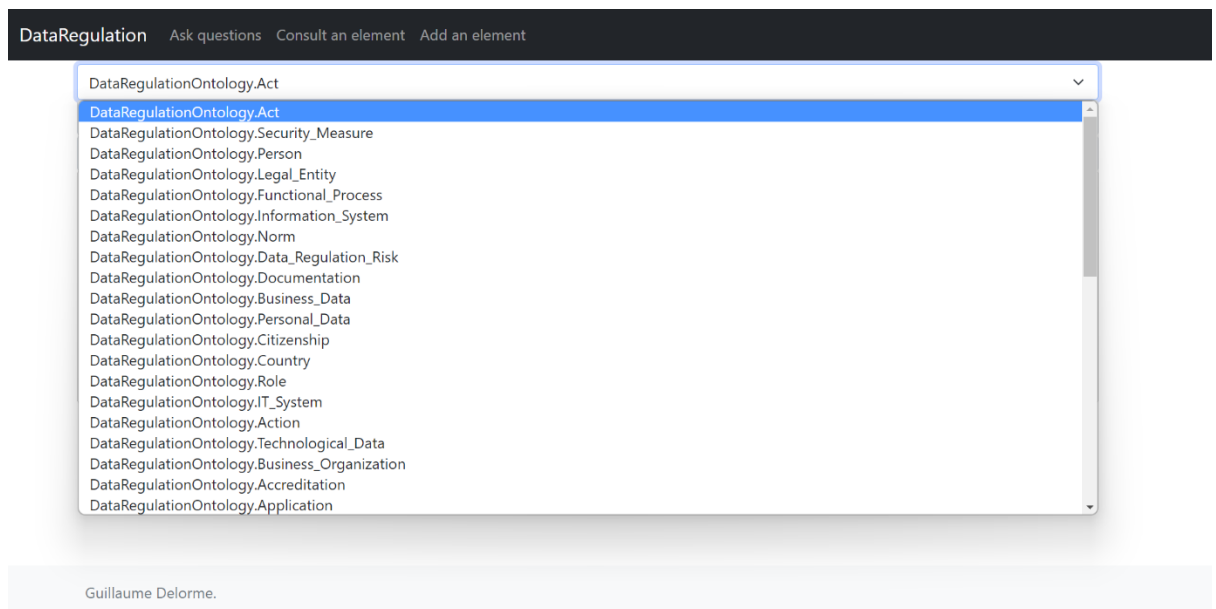 DataRegulation Ask questions Consult an element Add an element
DataRegulationOntology.Act
DataRegulationOntology.Act
DataRegulationOntology.Security_Measure
DataRegulationOntology.Person
DataRegulationOntology.Legal_Entity
DataRegulationOntology.Functional_Process
DataRegulationOntology.Information_System
DataRegulationOntology.Norm
DataRegulationOntology.Data_Regulation_Risk
DataRegulationOntology.Documentation
DataRegulationOntology.Business_Data
DataRegulationOntology.Personal_Data
DataRegulationOntology.Citizenship
DataRegulationOntology.Country
DataRegulationOntology.Role
DataRegulationOntology.IT_System
DataRegulationOntology.Action
DataRegulationOntology.Technological_Data
DataRegulationOntology.Business_Organization
DataRegulationOntology.Accreditation
DataRegulationOntology.Application
Guillaume Delorme.